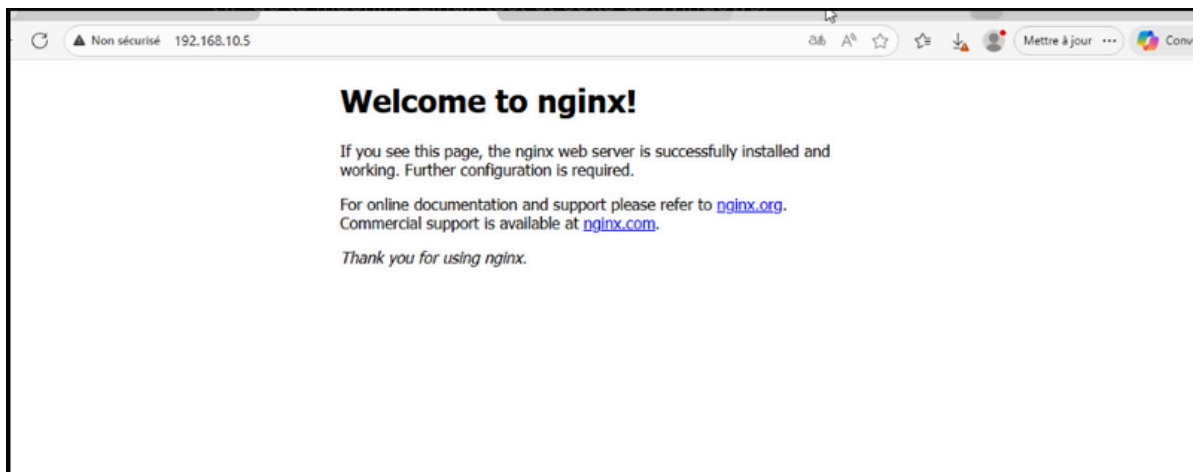 Non sécurisé 192.168.10.5 Mettre à jour
Welcome to nginx!
If you see this page, the nginx web server is successfully installed and
working. Further configuration is required.
For online documentation and support please refer to nginx.org.
Commercial support is available at nginx.com.
Thank you for using nginx.